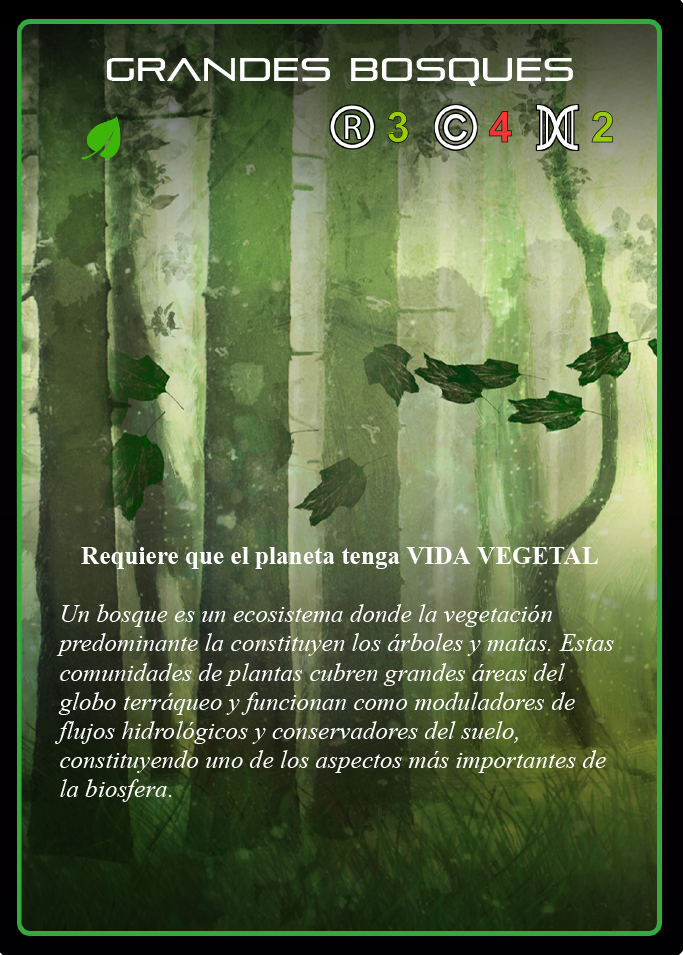 GRANDES BOSQUES
® 3 © 4 2
Requiere que el planeta tenga VIDA VEGETAL
Un bosque es un ecosistema donde la vegetación
predominante la constituyen los árboles y matas. Estas
comunidades de plantas cubren grandes áreas del
globo terráqueo y funcionan como moduladores de
flujos hidrológicos y conservadores del suelo,
constituyendo uno de los aspectos más importantes de
la biosfera.